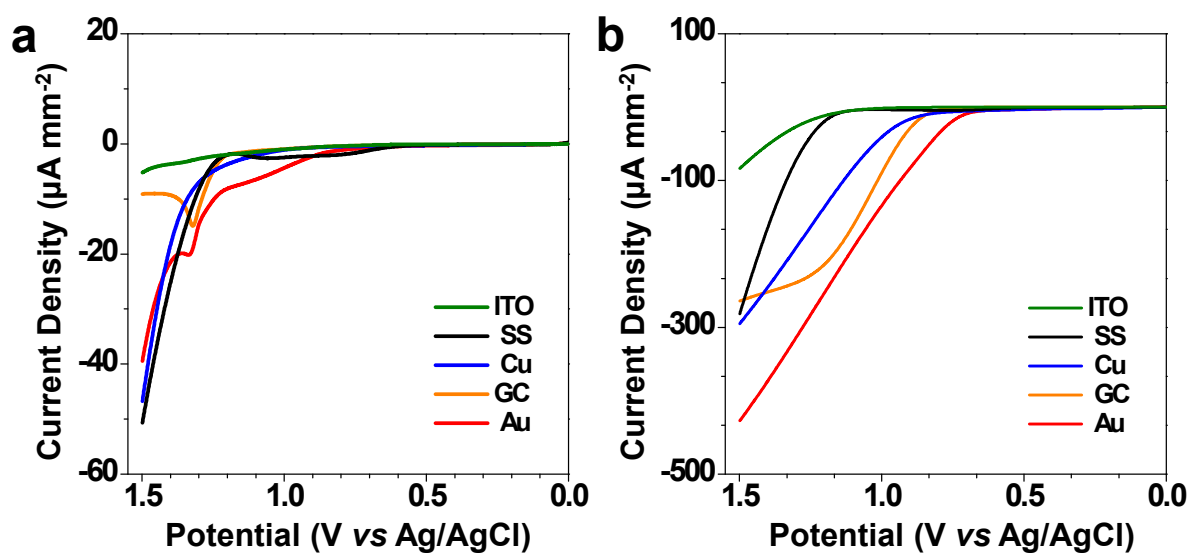 a
20
0
-20
-40
-60
Current Density (µA mm-2)
ITO
SS
Cu
GC
Au
1.5 1.0 0.5 0.0
Potential (V vs Ag/AgCl)
b
100
-100
-300
-500
Current Density (µA mm-2)
ITO
SS
Cu
GC
Au
1.5 1.0 0.5 0.0
Potential (V vs Ag/AgCl)